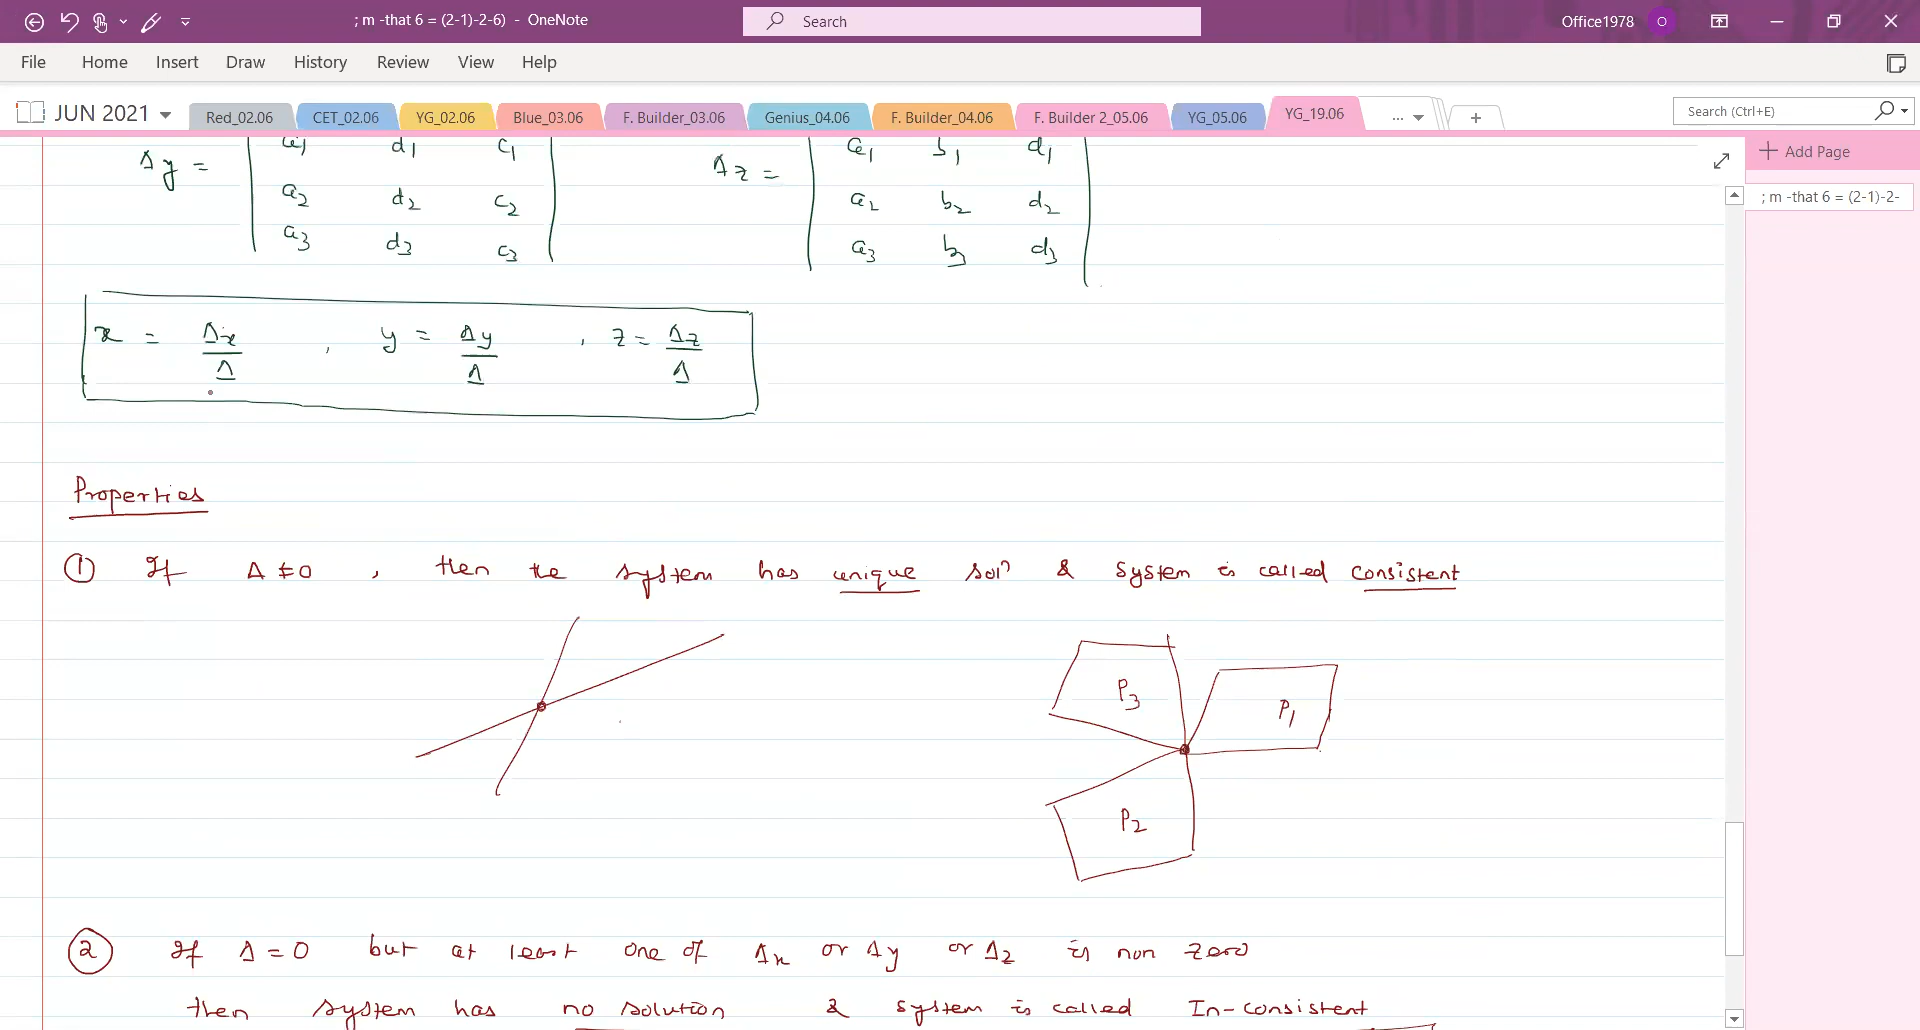 ; m -that 6 = (2-1)-2-6) - OneNote
Search
Office1978 O
File Home Insert Draw History Review View Help
JUN 2021 Red_02.06 CET_02.06 YG_02.06 Blue_03.06 F. Builder_03.06 Genius_04.06 F. Builder_04.06 F. Builder 2_05.06 YG_05.06 YG_19.06 ... +
Search (Ctrl+E)
+ Add Page
; m -that 6 = (2-1)-2-
a1 d1 c1
Δy =
a2 d2 c2
a3 d3 c3
a1 b1 d1
Δz =
a2 b2 d2
a3 b3 d3
x = Δx/Δ , y = Δy/Δ , z = Δz/Δ
Properties
① If Δ ≠ 0 , then the system has unique solⁿ & system is called consistent
P3
P1
P2
② If Δ = 0 but at least one of Δx or Δy or Δz is non zero
then system has no solution & system is called In-consistent